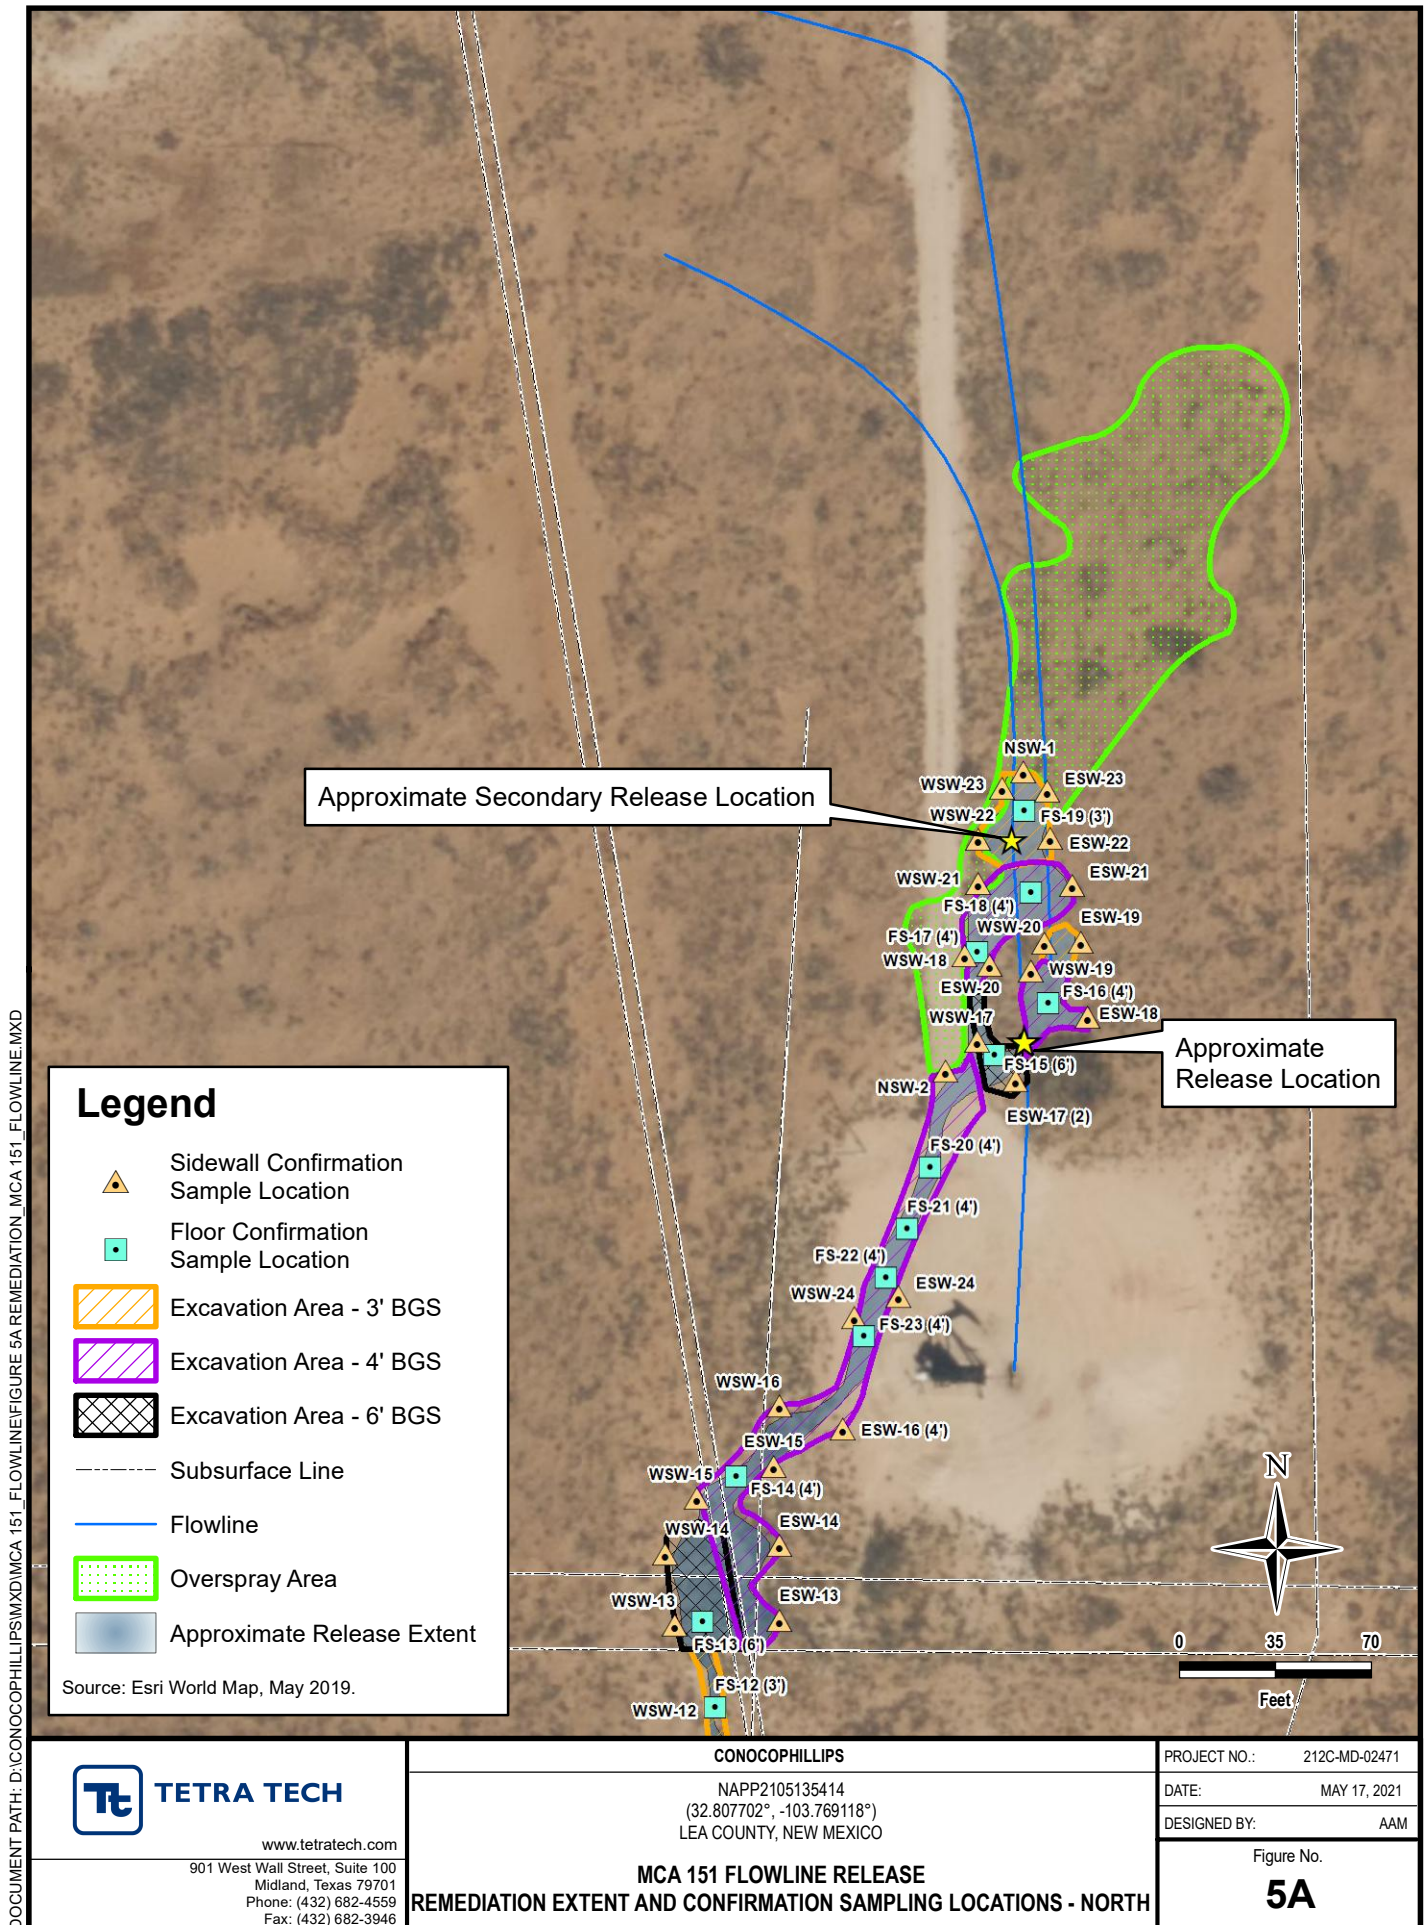 NSW-1
WSW-23
ESW-23
Approximate Secondary Release Location
FS-19 (3')
WSW-22
ESW-22
WSW-21
ESW-21
FS-18 (4')
ESW-19
WSW-20
FS-17 (4')
WSW-18
WSW-19
ESW-20
FS-16 (4')
WSW-17
ESW-18
Approximate
Release Location
FS-15 (6')
NSW-2
ESW-17 (2)
FS-20 (4')
FS-21 (4')
FS-22 (4')
ESW-24
WSW-24
FS-23 (4')
WSW-16
ESW-16 (4')
ESW-15
WSW-15
FS-14 (4')
ESW-14
WSW-14
ESW-13
WSW-13
FS-13 (6')
FS-12 (3')
WSW-12
Legend
Sidewall Confirmation
Sample Location
Floor Confirmation
Sample Location
Excavation Area - 3' BGS
Excavation Area - 4' BGS
Excavation Area - 6' BGS
Subsurface Line
Flowline
Overspray Area
Approximate Release Extent
Source: Esri World Map, May 2019.
N
0 35 70
Feet
DOCUMENT PATH: D:\CONOCOPHILLIPS\MXD\MCA 151_FLOWLINE\FIGURE 5A REMEDIATION_MCA 151_FLOWLINE.MXD
Tt TETRA TECH
www.tetratech.com
901 West Wall Street, Suite 100
Midland, Texas 79701
Phone: (432) 682-4559
Fax: (432) 682-3946
CONOCOPHILLIPS
NAPP2105135414
(32.807702°, -103.769118°)
LEA COUNTY, NEW MEXICO
MCA 151 FLOWLINE RELEASE
REMEDIATION EXTENT AND CONFIRMATION SAMPLING LOCATIONS - NORTH
PROJECT NO.: 212C-MD-02471
DATE: MAY 17, 2021
DESIGNED BY: AAM
Figure No.
5A